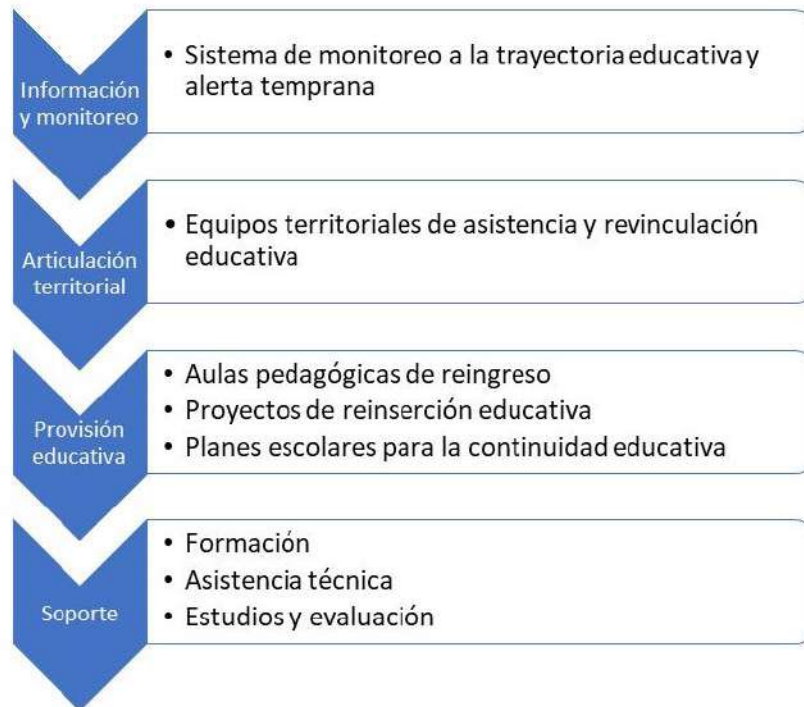 Información
y monitoreo
• Sistema de monitoreo a la trayectoria educativa y
alerta temprana
Articulación
territorial
• Equipos territoriales de asistencia y revinculación
educativa
Provisión
educativa
• Aulas pedagógicas de reingreso
• Proyectos de reinserción educativa
• Planes escolares para la continuidad educativa
Soporte
• Formación
• Asistencia técnica
• Estudios y evaluación